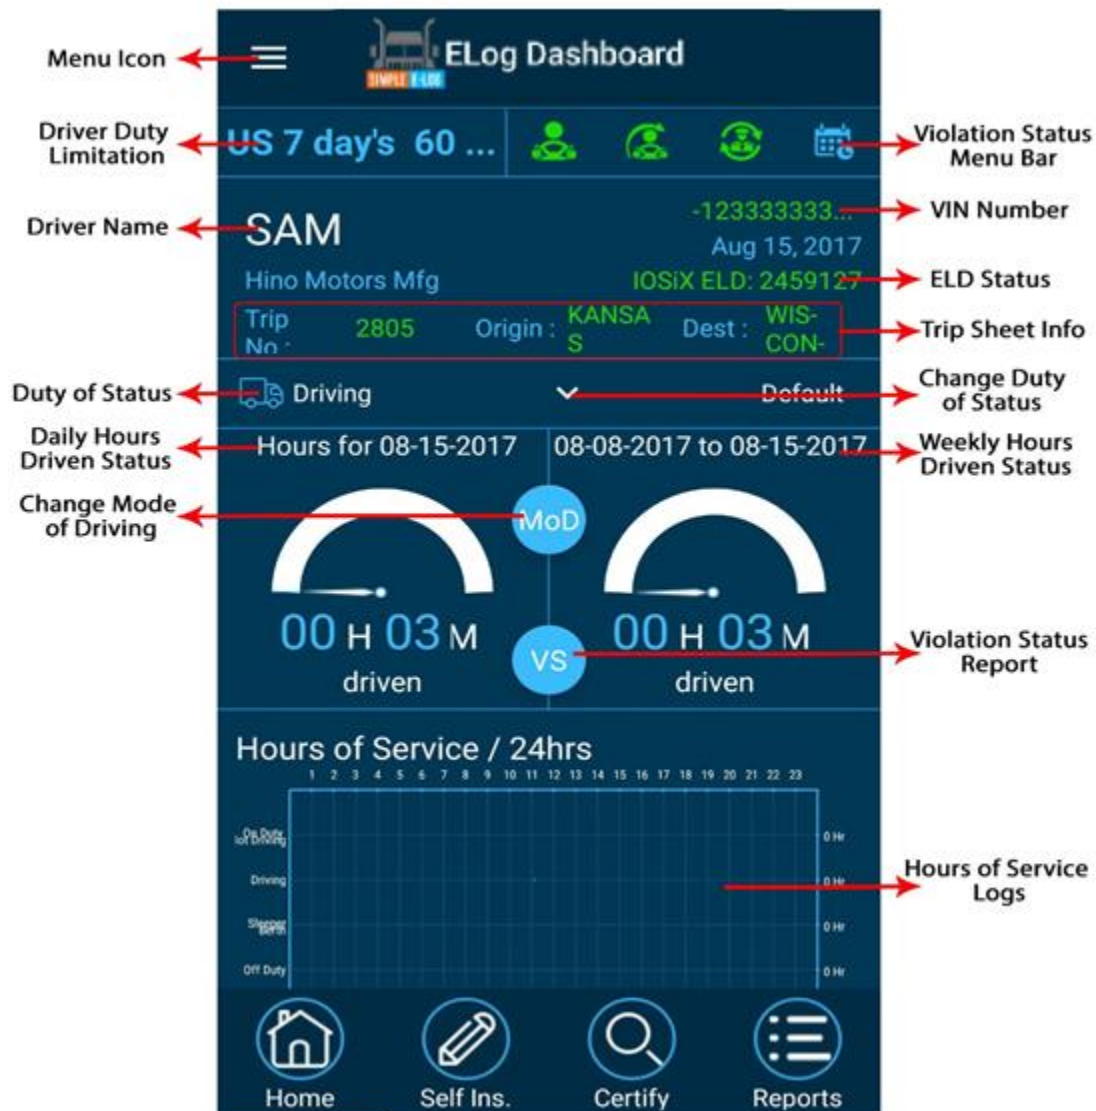 Menu Icon
ELog Dashboard
SIMPLE E-LOG
Driver Duty
Limitation
US 7 day's 60 ...
Violation Status
Menu Bar
Driver Name
SAM
-123333333...
VIN Number
Aug 15, 2017
Hino Motors Mfg
IOSiX ELD: 2459127
ELD Status
Trip
No :
2805
Origin :
KANSA
S
Dest :
WIS-
CON-
Trip Sheet Info
Duty of Status
Driving
Default
Change Duty
of Status
Daily Hours
Driven Status
Hours for 08-15-2017
08-08-2017 to 08-15-2017
Weekly Hours
Driven Status
Change Mode
of Driving
MoD
00 H 03 M
driven
VS
00 H 03 M
driven
Violation Status
Report
Hours of Service / 24hrs
1 2 3 4 5 6 7 8 9 10 11 12 13 14 15 16 17 18 19 20 21 22 23
On Duty
Not Driving
0 Hr
Driving
0 Hr
Sleeper
Berth
0 Hr
Off Duty
0 Hr
Hours of Service
Logs
Home
Self Ins.
Certify
Reports